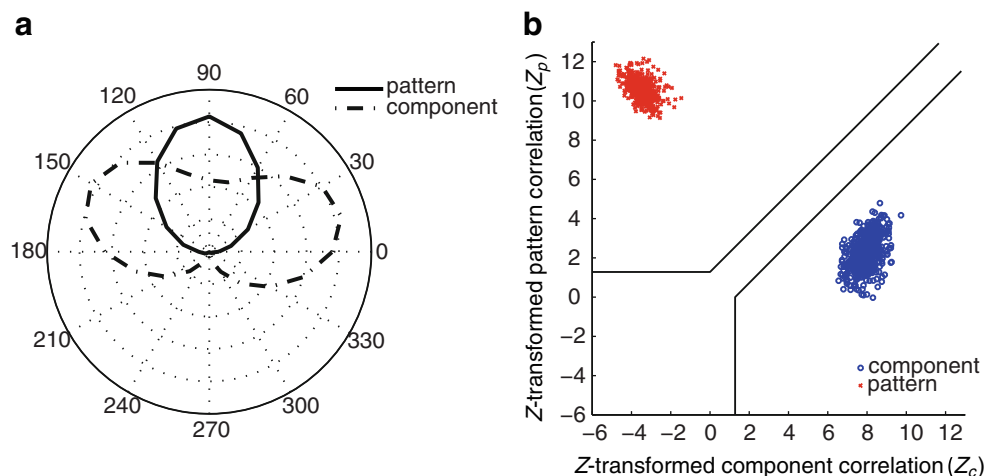 a
90
120
60
pattern
component
150
30
180
0
210
330
240
300
270
b
Z-transformed pattern correlation (Zp)
12
10
8
6
4
2
0
−2
−4
−6
−6 −4 −2 0 2 4 6 8 10 12
component
pattern
Z-transformed component correlation (Zc)